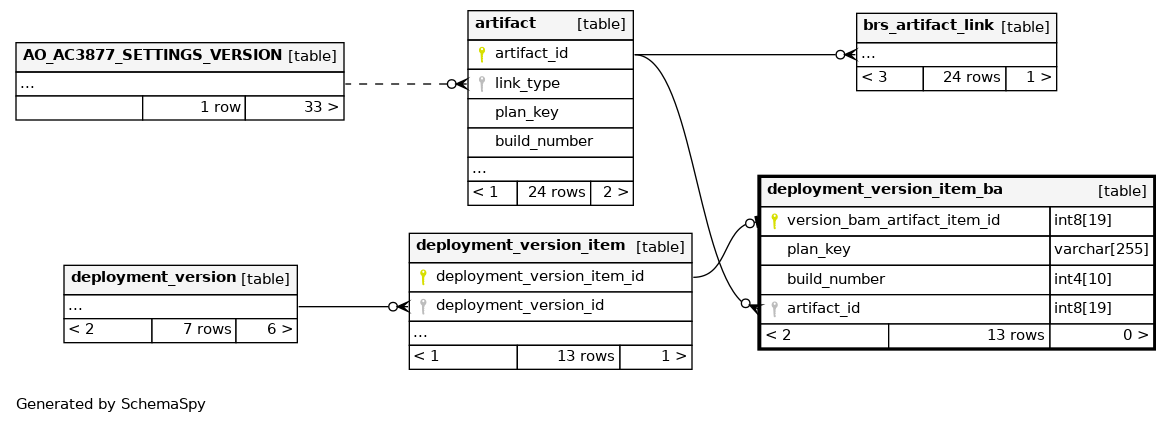 AO_AC3877_SETTINGS_VERSION [table]
...
1 row 33 >
artifact [table]
artifact_id
link_type
plan_key
build_number
...
< 1 24 rows 2 >
brs_artifact_link [table]
...
< 3 24 rows 1 >
deployment_version [table]
...
< 2 7 rows 6 >
deployment_version_item [table]
deployment_version_item_id
deployment_version_id
...
< 1 13 rows 1 >
deployment_version_item_ba [table]
version_bam_artifact_item_id int8[19]
plan_key varchar[255]
build_number int4[10]
artifact_id int8[19]
< 2 13 rows 0 >
Generated by SchemaSpy